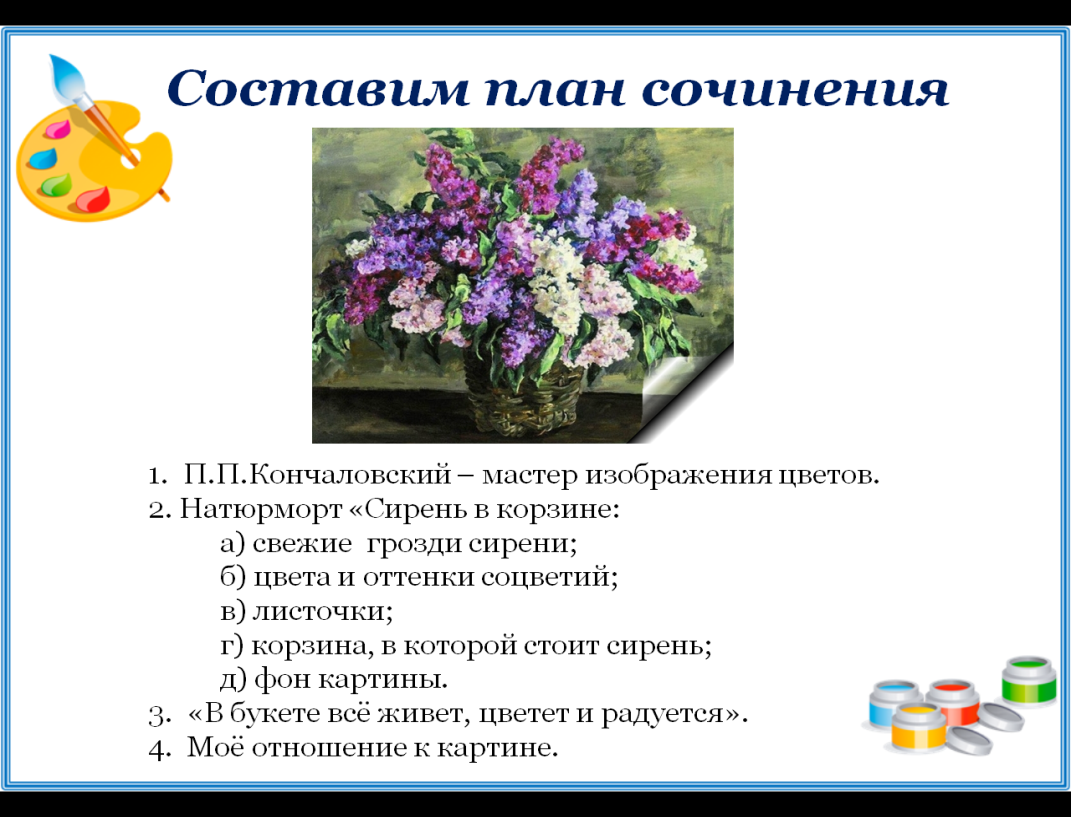 Составим план сочинения
1. П.П.Кончаловский – мастер изображения цветов.
2. Натюрморт «Сирень в корзине:
а) свежие грозди сирени;
б) цвета и оттенки соцветий;
в) листочки;
г) корзина, в которой стоит сирень;
д) фон картины.
3. «В букете всё живет, цветет и радуется».
4. Моё отношение к картине.